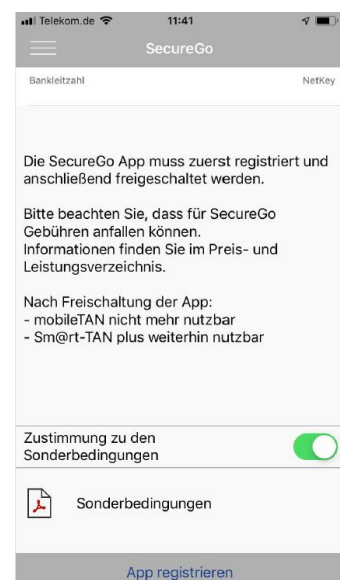 Telekom.de 11:41
SecureGo
Bankleitzahl NetKey
Die SecureGo App muss zuerst registriert und
anschließend freigeschaltet werden.
Bitte beachten Sie, dass für SecureGo
Gebühren anfallen können.
Informationen finden Sie im Preis- und
Leistungsverzeichnis.
Nach Freischaltung der App:
- mobileTAN nicht mehr nutzbar
- Sm@rt-TAN plus weiterhin nutzbar
Zustimmung zu den
Sonderbedingungen
Sonderbedingungen
App registrieren